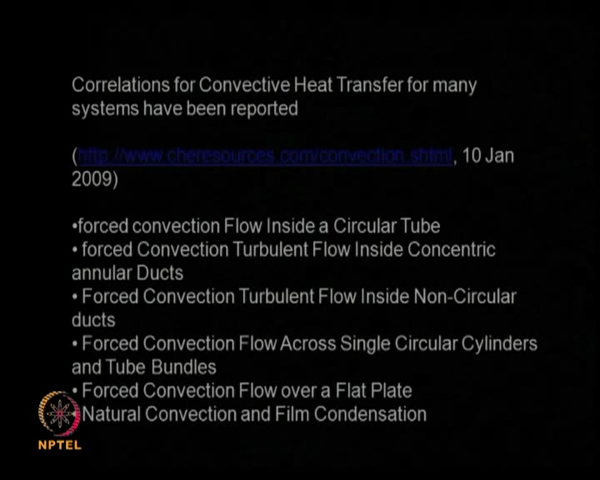 Correlations for Convective Heat Transfer for many
systems have been reported
(http://www.cheresources.com/convection.shtml, 10 Jan
2009)
•forced convection Flow Inside a Circular Tube
• forced Convection Turbulent Flow Inside Concentric
annular Ducts
• Forced Convection Turbulent Flow Inside Non-Circular
ducts
• Forced Convection Flow Across Single Circular Cylinders
and Tube Bundles
• Forced Convection Flow over a Flat Plate
•Natural Convection and Film Condensation
NPTEL